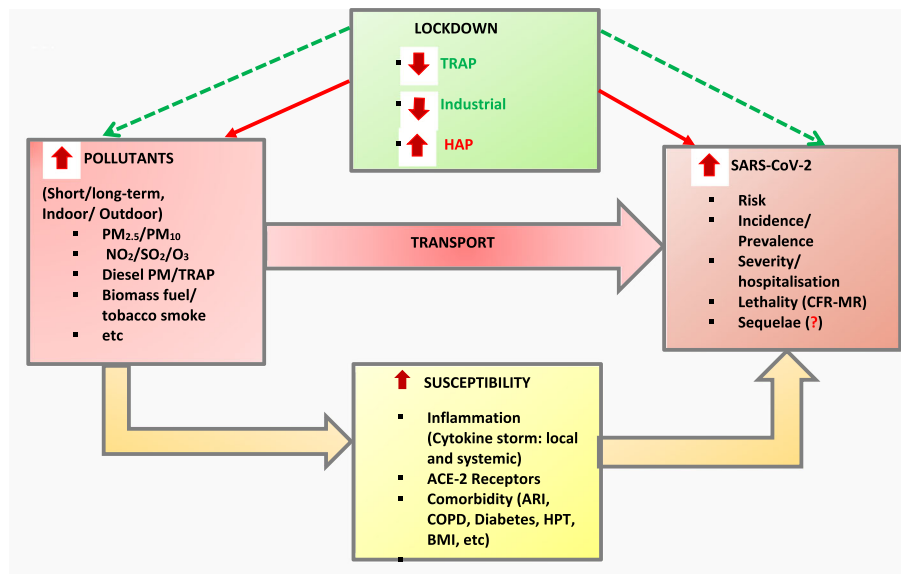 LOCKDOWN
TRAP
Industrial
HAP
POLLUTANTS
(Short/long-term,
Indoor/ Outdoor)
PM2.5/PM10
NO2/SO2/O3
Diesel PM/TRAP
Biomass fuel/
tobacco smoke
etc
TRANSPORT
SARS-CoV-2
Risk
Incidence/
Prevalence
Severity/
hospitalisation
Lethality (CFR-MR)
Sequelae (?)
SUSCEPTIBILITY
Inflammation
(Cytokine storm: local
and systemic)
ACE-2 Receptors
Comorbidity (ARI,
COPD, Diabetes, HPT,
BMI, etc)